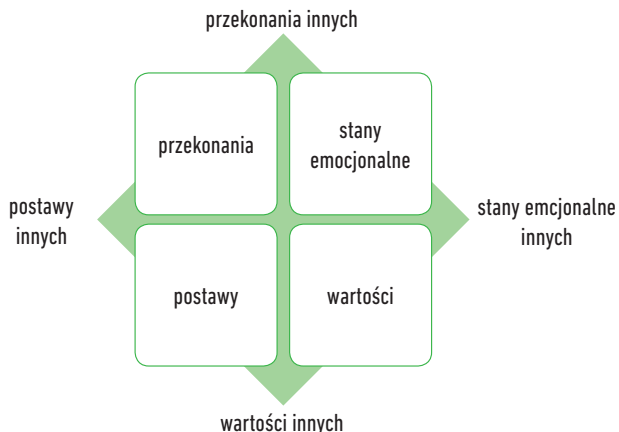 przekonania innych
przekonania
stany
emocjonalne
postawy
innych
stany emcjonalne
innych
postawy
wartości
wartości innych